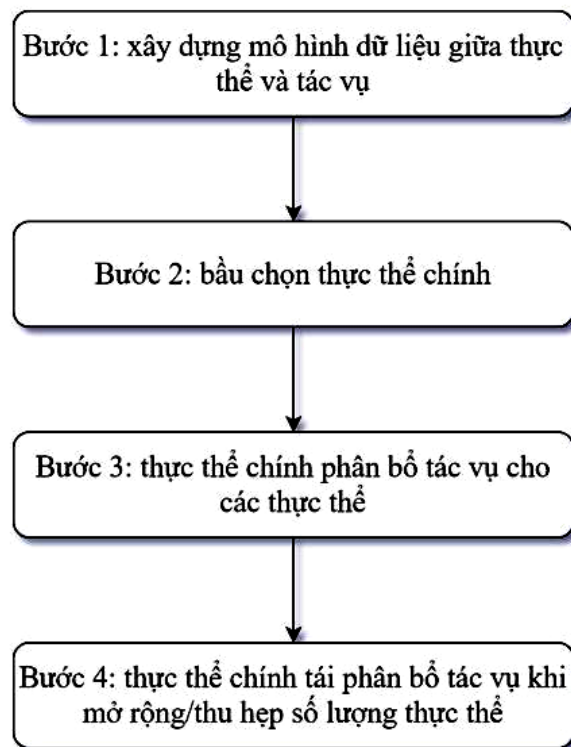 Bước 1: xây dựng mô hình dữ liệu giữa thực
thể và tác vụ
Bước 2: bầu chọn thực thể chính
Bước 3: thực thể chính phân bổ tác vụ cho
các thực thể
Bước 4: thực thể chính tái phân bổ tác vụ khi
mở rộng/thu hẹp số lượng thực thể